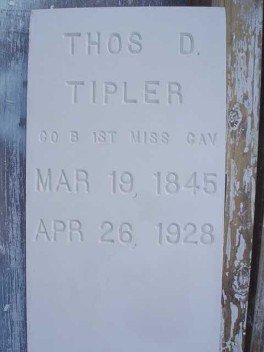 THOS D.
TIPLER
CO B 1ST MISS CAV
MAR 19, 1845
APR 26, 1928